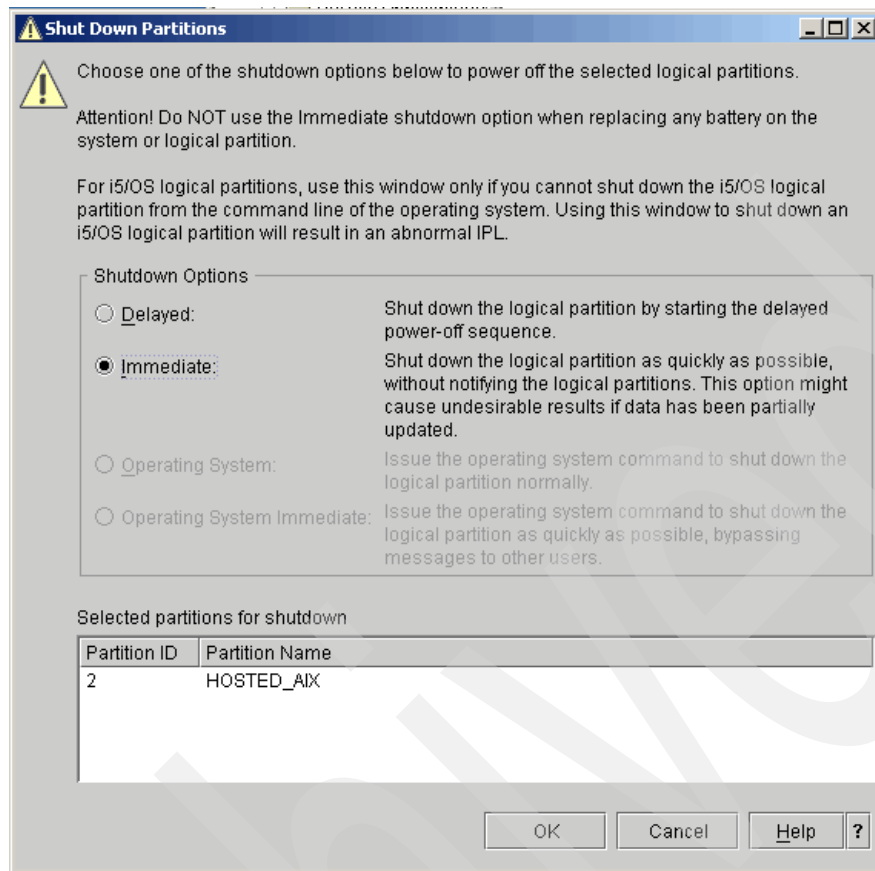 Shut Down Partitions
Choose one of the shutdown options below to power off the selected logical partitions.
Attention! Do NOT use the Immediate shutdown option when replacing any battery on the
system or logical partition.
For i5/OS logical partitions, use this window only if you cannot shut down the i5/OS logical
partition from the command line of the operating system. Using this window to shut down an
i5/OS logical partition will result in an abnormal IPL.
Shutdown Options
Delayed:
Shut down the logical partition by starting the delayed
power-off sequence.
Immediate:
Shut down the logical partition as quickly as possible,
without notifying the logical partitions. This option might
cause undesirable results if data has been partially
updated.
Operating System:
Issue the operating system command to shut down the
logical partition normally.
Operating System Immediate:
Issue the operating system command to shut down the
logical partition as quickly as possible, bypassing
messages to other users.
Selected partitions for shutdown
Partition ID Partition Name
2 HOSTED_AIX
OK Cancel Help ?